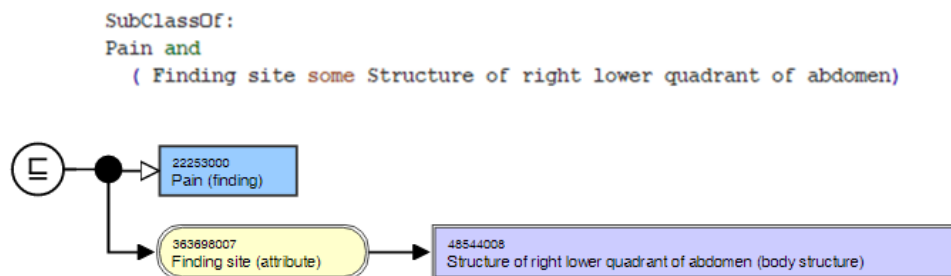 SubClassOf:
Pain and
( Finding site some Structure of right lower quadrant of abdomen)
⊑
22253000
Pain (finding)
363698007
Finding site (attribute)
48544008
Structure of right lower quadrant of abdomen (body structure)